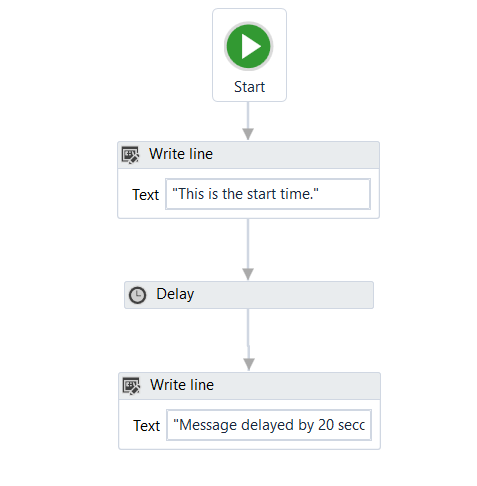 Start
Write line
Text "This is the start time."
Delay
Write line
Text "Message delayed by 20